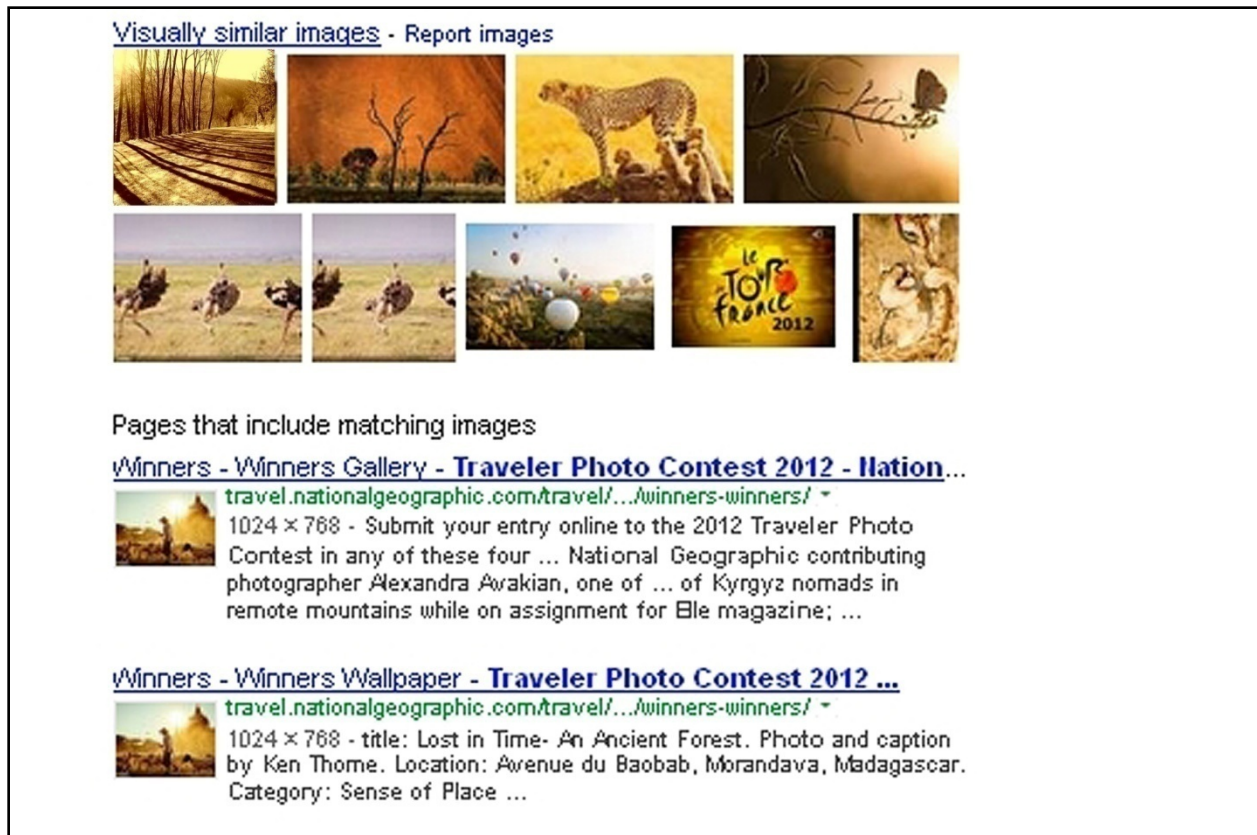 Visually similar images - Report images
le
TOUR
de
france
2012
Pages that include matching images
Winners - Winners Gallery - Traveler Photo Contest 2012 - Nation...
travel.nationalgeographic.com/travel/.../winners-winners/
1024 × 768 - Submit your entry online to the 2012 Traveler Photo
Contest in any of these four ... National Geographic contributing
photographer Alexandra Avakian, one of ... of Kyrgyz nomads in
remote mountains while on assignment for Elle magazine; ...
Winners - Winners Wallpaper - Traveler Photo Contest 2012 ...
travel.nationalgeographic.com/travel/.../winners-winners/
1024 × 768 - title: Lost in Time- An Ancient Forest. Photo and caption
by Ken Thorne. Location: Avenue du Baobab, Morandava, Madagascar.
Category: Sense of Place ...